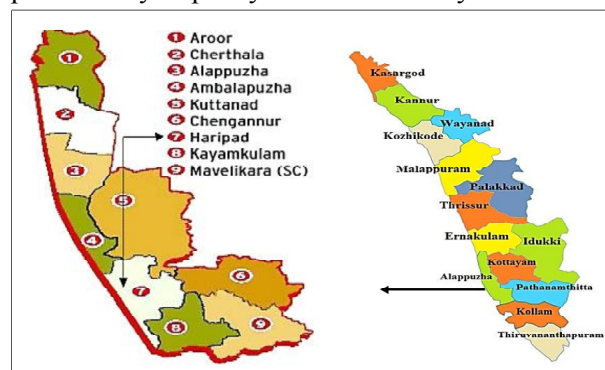 1 Aroor
2 Cherthala
3 Alappuzha
4 Ambalapuzha
5 Kuttanad
6 Chengannur
7 Haripad
8 Kayamkulam
9 Mavelikara (SC)
1
2
3
4
5
6
7
8
9
Kasargod
Kannur
Wayanad
Kozhikode
Malappuram
Palakkad
Thrissur
Ernakulam
Idukki
Kottayam
Alappuzha
Pathanamthitta
Kollam
Thiruvananthapuram